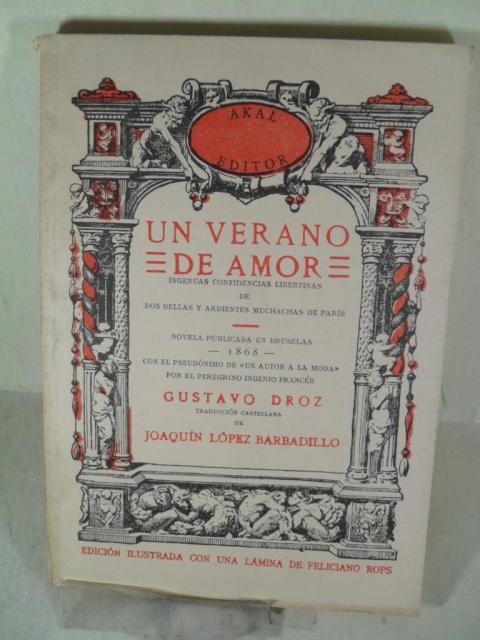 AKAL
EDITOR
UN VERANO
DE AMOR
INGENUAS CONFIDENCIAS LIBERTINAS
DE
DOS BELLAS Y ARDIENTES MUCHACHAS DE PARÍS
NOVELA PUBLICADA EN BRUSELAS
— 1868 —
CON EL PSEUDÓNIMO DE «UN AUTOR A LA MODA»
POR EL PEREGRINO INGENIO FRANCÉS
GUSTAVO DROZ
TRADUCCIÓN CASTELLANA
DE
JOAQUÍN LÓPEZ BARBADILLO
EDICIÓN ILUSTRADA CON UNA LÁMINA DE FELICIANO ROPS